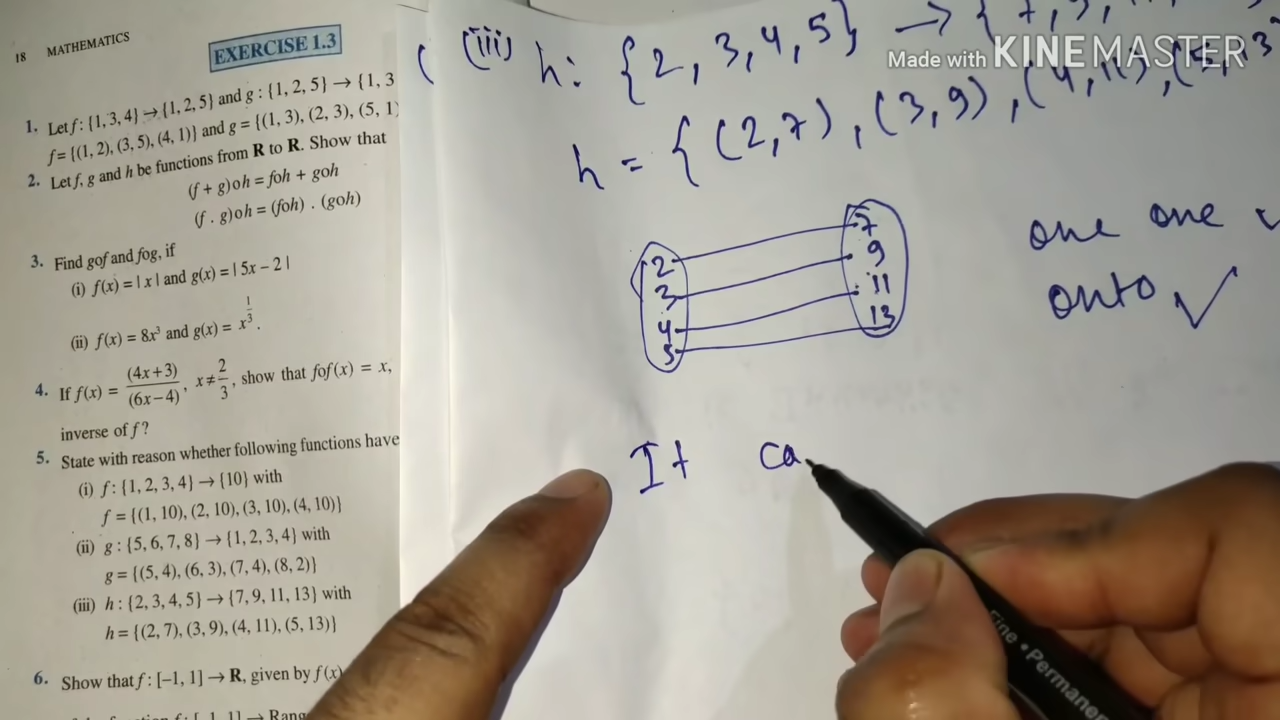 18 MATHEMATICS
EXERCISE 1.3
1. Let f : {1, 3, 4} → {1, 2, 5} and g : {1, 2, 5} → {1, 3
f = {(1, 2), (3, 5), (4, 1)} and g = {(1, 3), (2, 3), (5, 1)
2. Let f, g and h be functions from R to R. Show that
(f + g)oh = foh + goh
(f . g)oh = (foh) . (goh)
3. Find gof and fog, if
(i) f(x) = | x | and g(x) = | 5x − 2 |
(ii) f(x) = 8x³ and g(x) = x^(1/3).
4. If f(x) = (4x+3)/(6x−4), x ≠ 2/3, show that fof(x) = x,
inverse of f?
5. State with reason whether following functions have
(i) f : {1, 2, 3, 4} → {10} with
f = {(1, 10), (2, 10), (3, 10), (4, 10)}
(ii) g : {5, 6, 7, 8} → {1, 2, 3, 4} with
g = {(5, 4), (6, 3), (7, 4), (8, 2)}
(iii) h : {2, 3, 4, 5} → {7, 9, 11, 13} with
h = {(2, 7), (3, 9), (4, 11), (5, 13)}
6. Show that f : [−1, 1] → R, given by f(x)
(iii) h: {2, 3, 4, 5} → {7, 9,
Made with KINEMASTER
h = { (2,7), (3,9), (4,11), (5,13
2 7
3 9
4 11
5 13
one one ✓
onto ✓
It ca